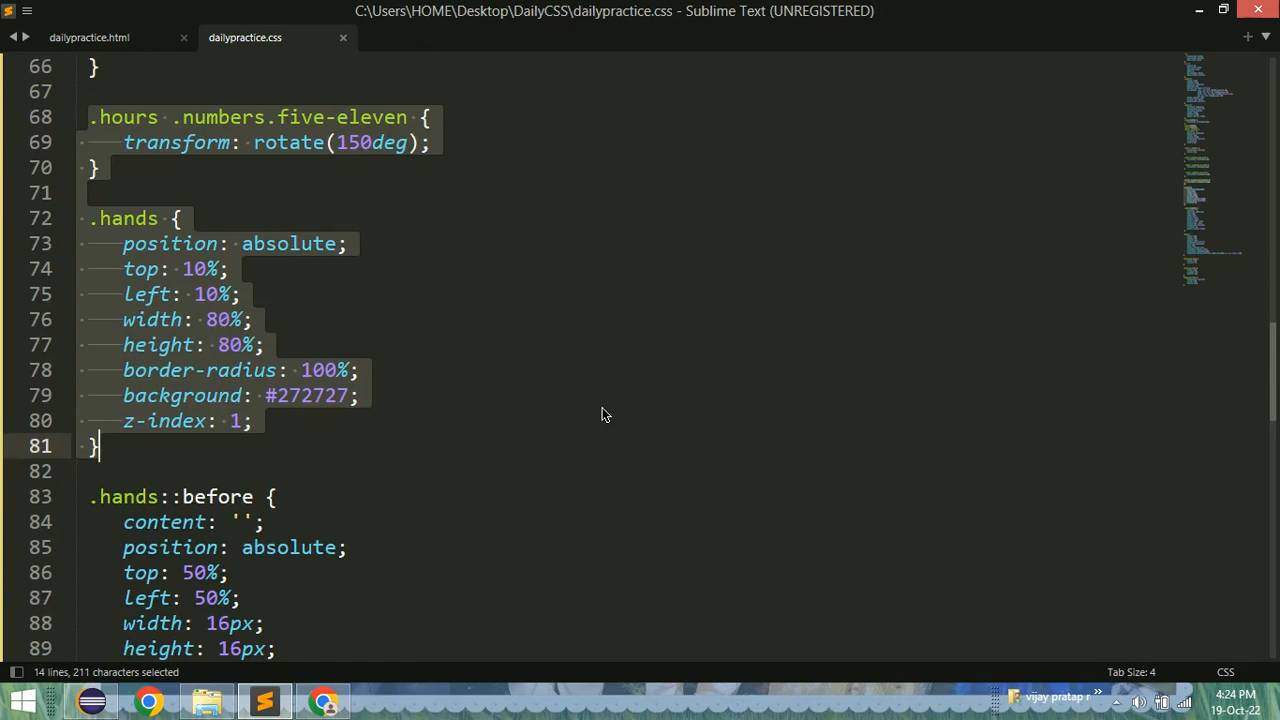 C:\Users\HOME\Desktop\DailyCSS\dailypractice.css - Sublime Text (UNREGISTERED)
dailypractice.html
dailypractice.css
66 }
67
68 .hours .numbers.five-eleven {
69 transform: rotate(150deg);
70 }
71
72 .hands {
73 position: absolute;
74 top: 10%;
75 left: 10%;
76 width: 80%;
77 height: 80%;
78 border-radius: 100%;
79 background: #272727;
80 z-index: 1;
81 }
82
83 .hands::before {
84 content: '';
85 position: absolute;
86 top: 50%;
87 left: 50%;
88 width: 16px;
89 height: 16px;
14 lines, 211 characters selected
Tab Size: 4
CSS
vijay pratap r
4:24 PM
19-Oct-22